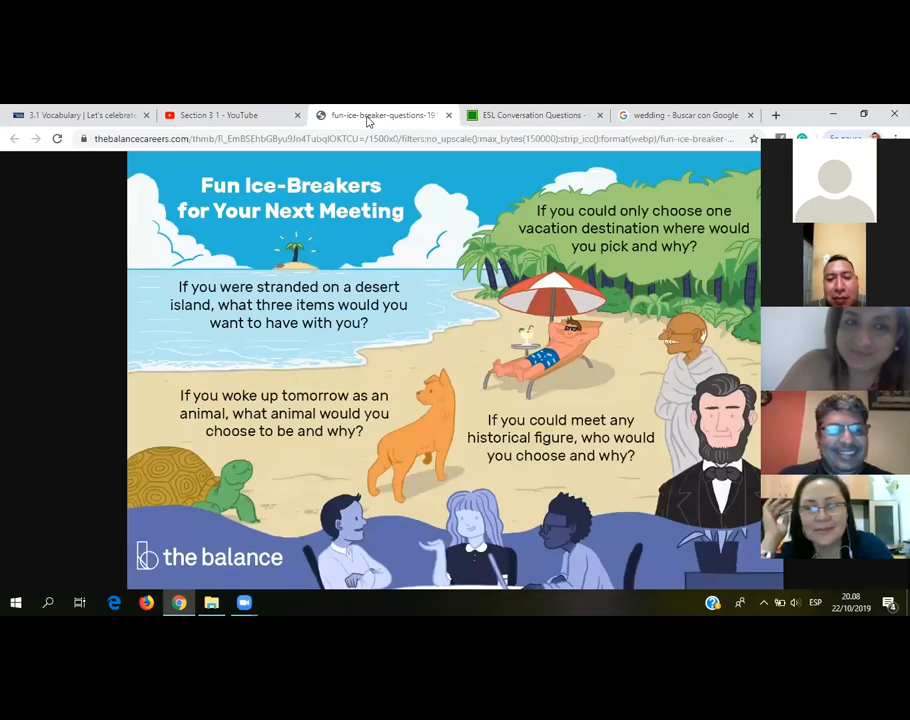 3.1 Vocabulary | Let's celebrate
Section 3 1 - YouTube
fun-ice-breaker-questions-19
ESL Conversation Questions -
wedding - Buscar con Google
thebalancecareers.com/thmb/R_EmBSEhbGByu9Jn4TubqlOKTCU=/1500x0/filters:no_upscale():max_bytes(150000):strip_icc():format(webp)/fun-ice-breaker-...
Fun Ice-Breakers
for Your Next Meeting
If you could only choose one
vacation destination where would
you pick and why?
If you were stranded on a desert
island, what three items would you
want to have with you?
If you woke up tomorrow as an
animal, what animal would you
choose to be and why?
If you could meet any
historical figure, who would
you choose and why?
b the balance
ESP
20.08
22/10/2019
4